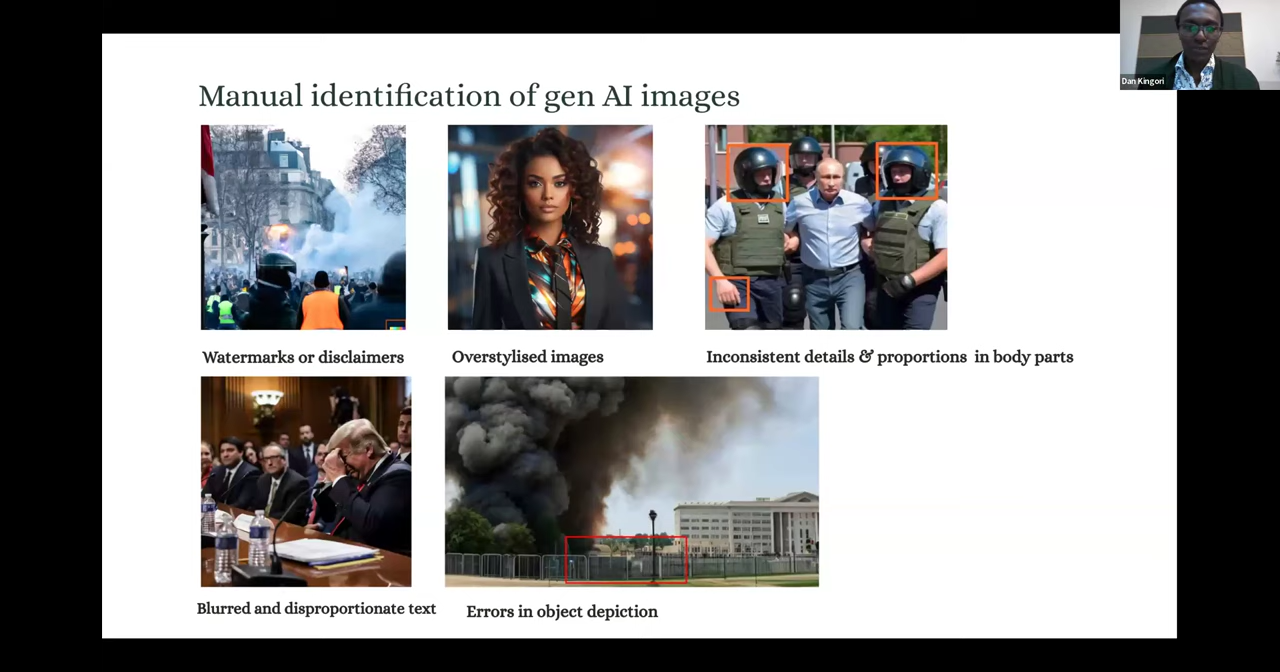 Dan Kingori
Manual identification of gen AI images
Watermarks or disclaimers
Overstylised images
Inconsistent details & proportions in body parts
Blurred and disproportionate text
Errors in object depiction